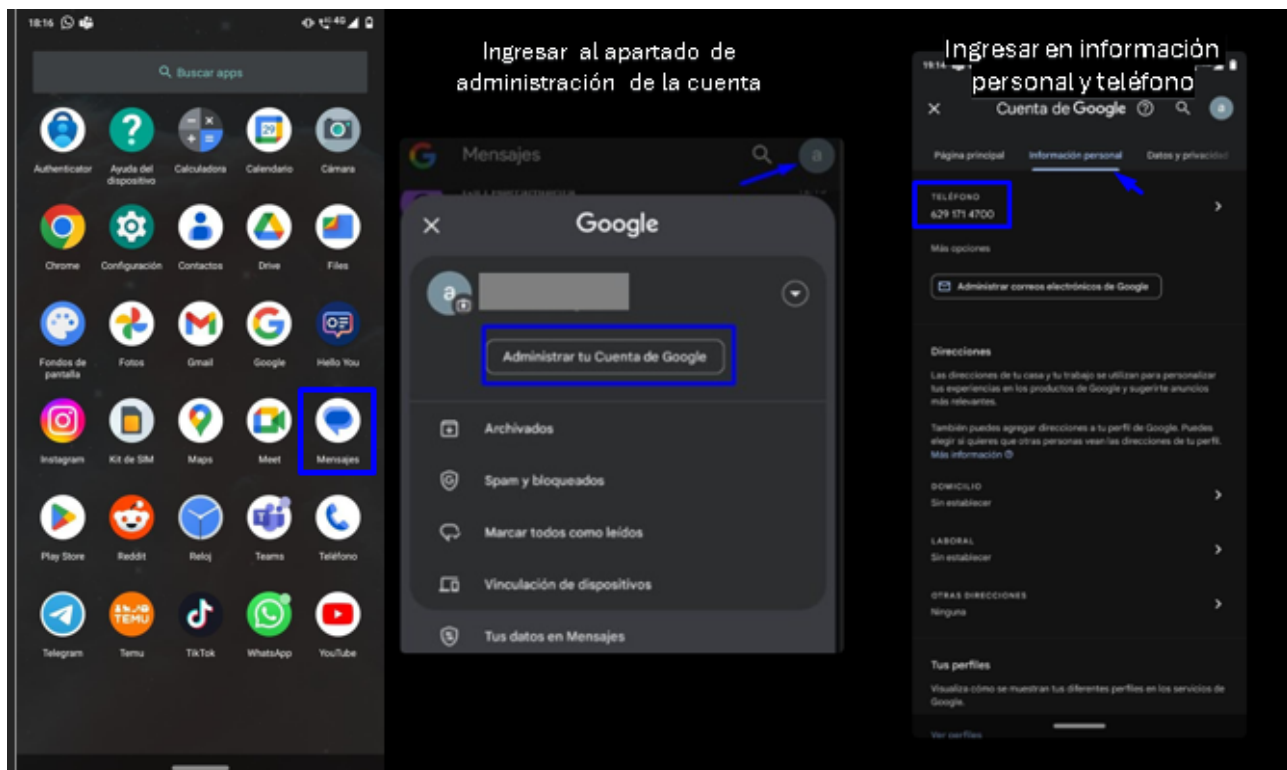 18:16
4G
Buscar apps
Authenticator
Ayuda del
dispositivo
Calculadora
Calendario
Cámara
Chrome
Configuración
Contactos
Drive
Files
Fondos de
pantalla
Fotos
Gmail
Google
Hello You
Instagram
Kit de SIM
Maps
Meet
Mensajes
Play Store
Reddit
Reloj
Teams
Teléfono
Telegram
Temu
TikTok
WhatsApp
YouTube
Ingresar al apartado de
administración de la cuenta
Mensajes
a
Google
a
Administrar tu Cuenta de Google
Archivados
Spam y bloqueados
Marcar todos como leídos
Vinculación de dispositivos
Tus datos en Mensajes
Ingresar en información
personal y teléfono
19:14
Cuenta de Google
a
Página principal
Información personal
Datos y privacidad
TELÉFONO
629 171 4700
Más opciones
Administrar correos electrónicos de Google
Direcciones
Las direcciones de tu casa y tu trabajo se utilizan para personalizar
tus experiencias en los productos de Google y sugerirte anuncios
más relevantes.
También puedes agregar direcciones a tu perfil de Google. Puedes
elegir si quieres que otras personas vean las direcciones de tu perfil.
Más información
DOMICILIO
Sin establecer
LABORAL
Sin establecer
OTRAS DIRECCIONES
Ninguna
Tus perfiles
Visualiza cómo se muestran tus diferentes perfiles en los servicios de
Google.
Ver perfiles